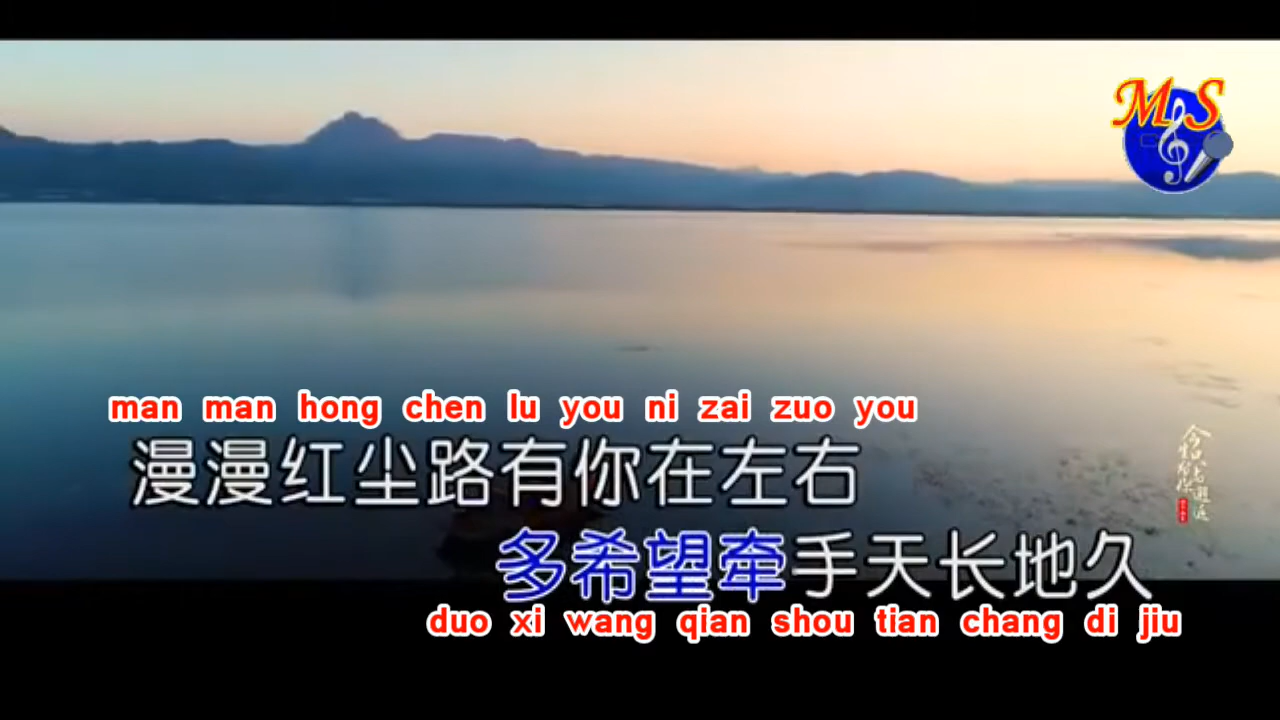 MS
man man hong chen lu you ni zai zuo you
漫漫红尘路有你在左右
多希望牵手天长地久
duo xi wang qian shou tian chang di jiu